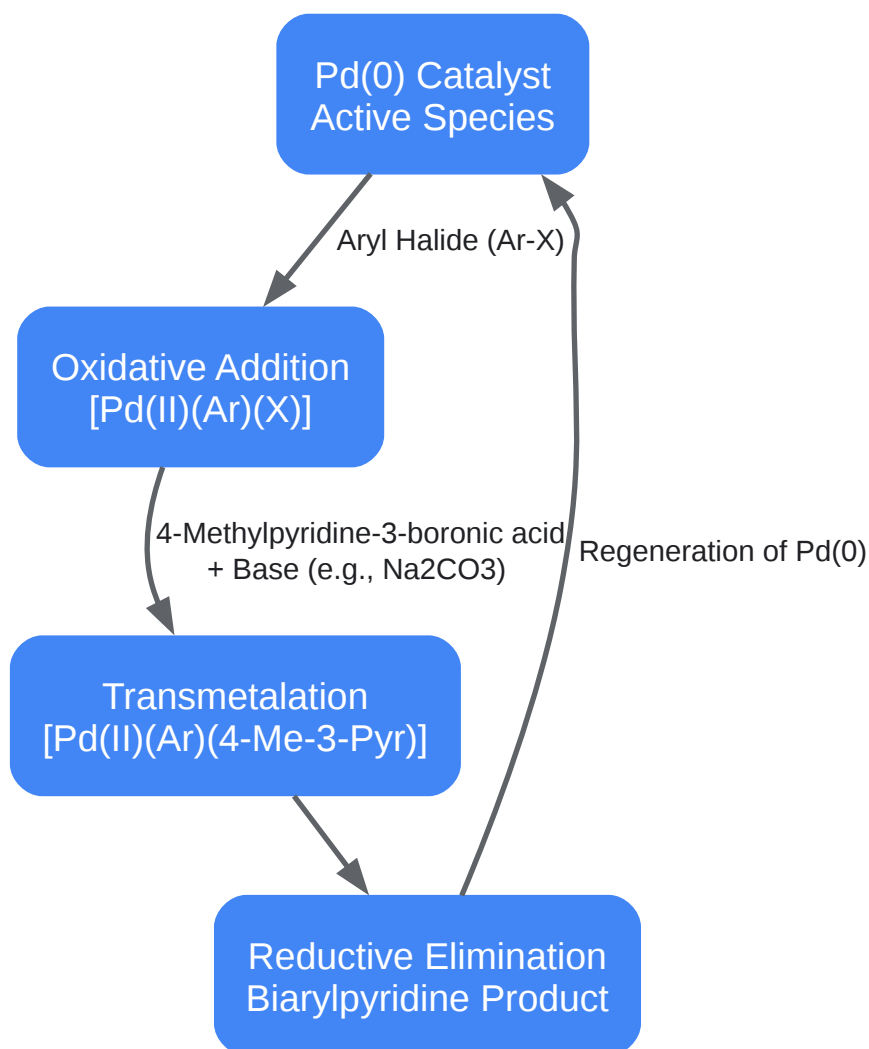 Pd(0) Catalyst
Active Species
Aryl Halide (Ar-X)
Oxidative Addition
[Pd(II)(Ar)(X)]
4-Methylpyridine-3-boronic acid
+ Base (e.g., Na2CO3)
Regeneration of Pd(0)
Transmetalation
[Pd(II)(Ar)(4-Me-3-Pyr)]
Reductive Elimination
Biarylpyridine Product